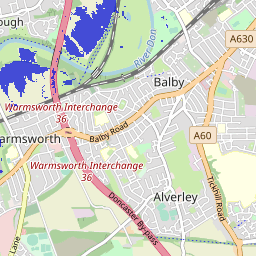 ough
River Don
A630
Balby
Warmsworth Interchange
36
Balby Road
A60
armsworth
Warmsworth Interchange
36
Tickhill Road
Alverley
Doncaster Bypass
Lane